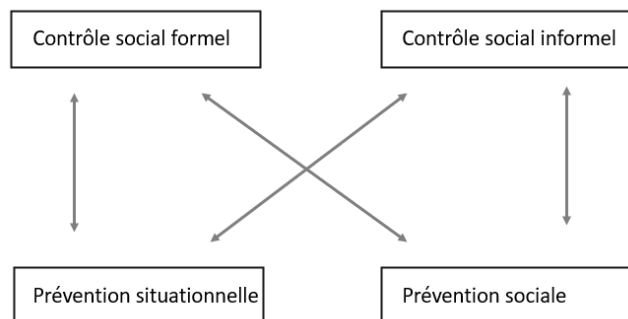 Contrôle social formel
Contrôle social informel
Prévention situationnelle
Prévention sociale